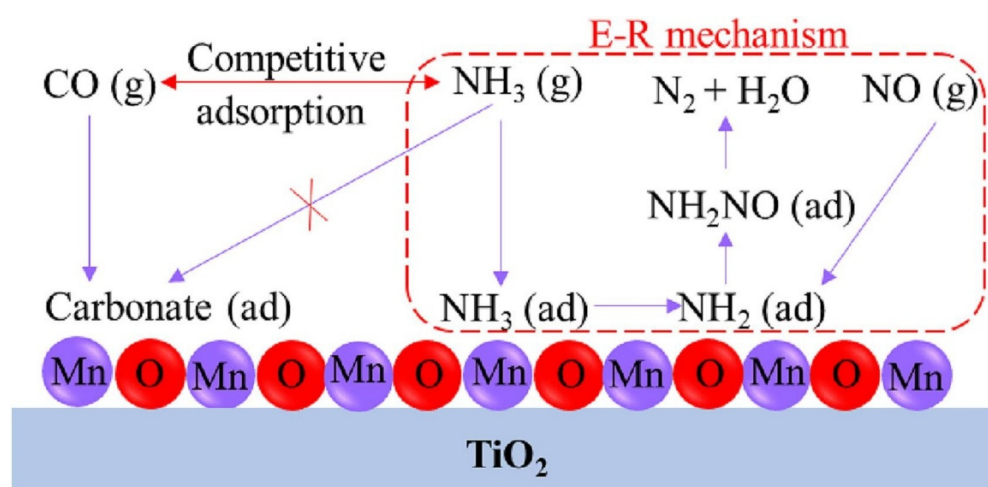 E-R mechanism
CO (g)
Competitive
adsorption
NH₃ (g)
N₂ + H₂O
NO (g)
NH₂NO (ad)
Carbonate (ad)
NH₃ (ad)
NH₂ (ad)
Mn O Mn O Mn O Mn O Mn O Mn O Mn
TiO₂